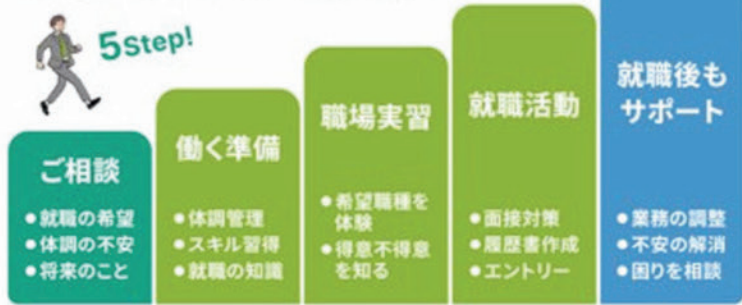 5Step!
ご相談
●就職の希望
●体調の不安
●将来のこと
働く準備
●体調管理
●スキル習得
●就職の知識
職場実習
●希望職種を
体験
●得意不得意
を知る
就職活動
●面接対策
●履歴書作成
●エントリー
就職後も
サポート
●業務の調整
●不安の解消
●困りを相談